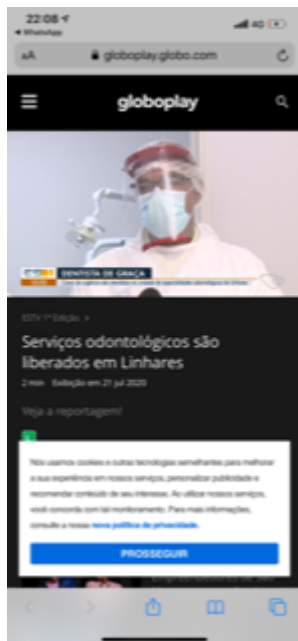 22:08
WhatsApp
4G
AA
globoplay.globo.com
globoplay
DENTISTA DE GRAÇA
ESTV 1ª Edição >
Serviços odontológicos são
liberados em Linhares
2 min Exibição em 21 jul 2020
Veja a reportagem!
Nós usamos cookies e outras tecnologias semelhantes para melhorar
a sua experiência em nossos serviços, personalizar publicidade e
recomendar conteúdo de seu interesse. Ao utilizar nossos serviços,
você concorda com tal monitoramento. Para mais informações,
consulte a nossa nova política de privacidade.
PROSSEGUIR